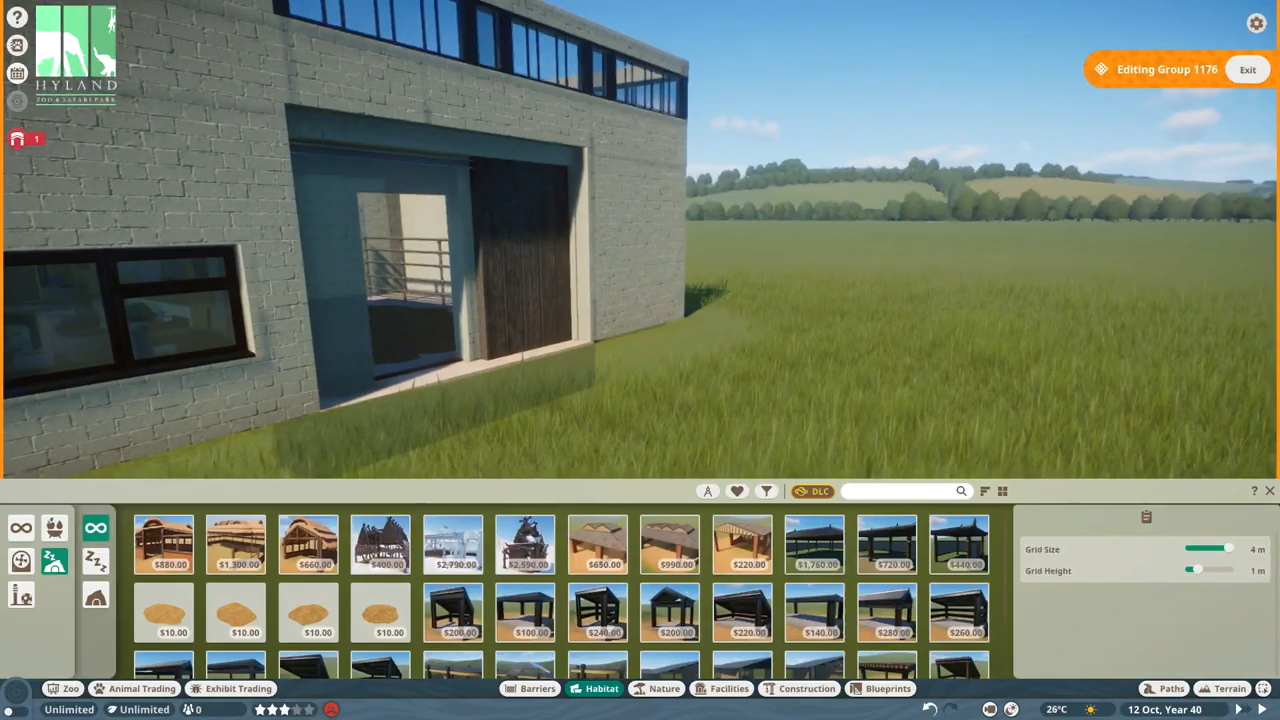 ?
HYLAND
ZOO & SAFARI PARK
1
Editing Group 1176
Exit
DLC
? ×
$880.00 $1,300.00 $660.00 $400.00 $2,790.00 $2,590.00 $650.00 $990.00 $220.00 $1,760.00 $720.00 $440.00
Grid Size 4 m
Grid Height 1 m
$10.00 $10.00 $10.00 $10.00 $200.00 $100.00 $240.00 $200.00 $220.00 $140.00 $280.00 $260.00
Zoo Animal Trading Exhibit Trading Barriers Habitat Nature Facilities Construction Blueprints Paths Terrain
Unlimited Unlimited 0 26°C 12 Oct, Year 40